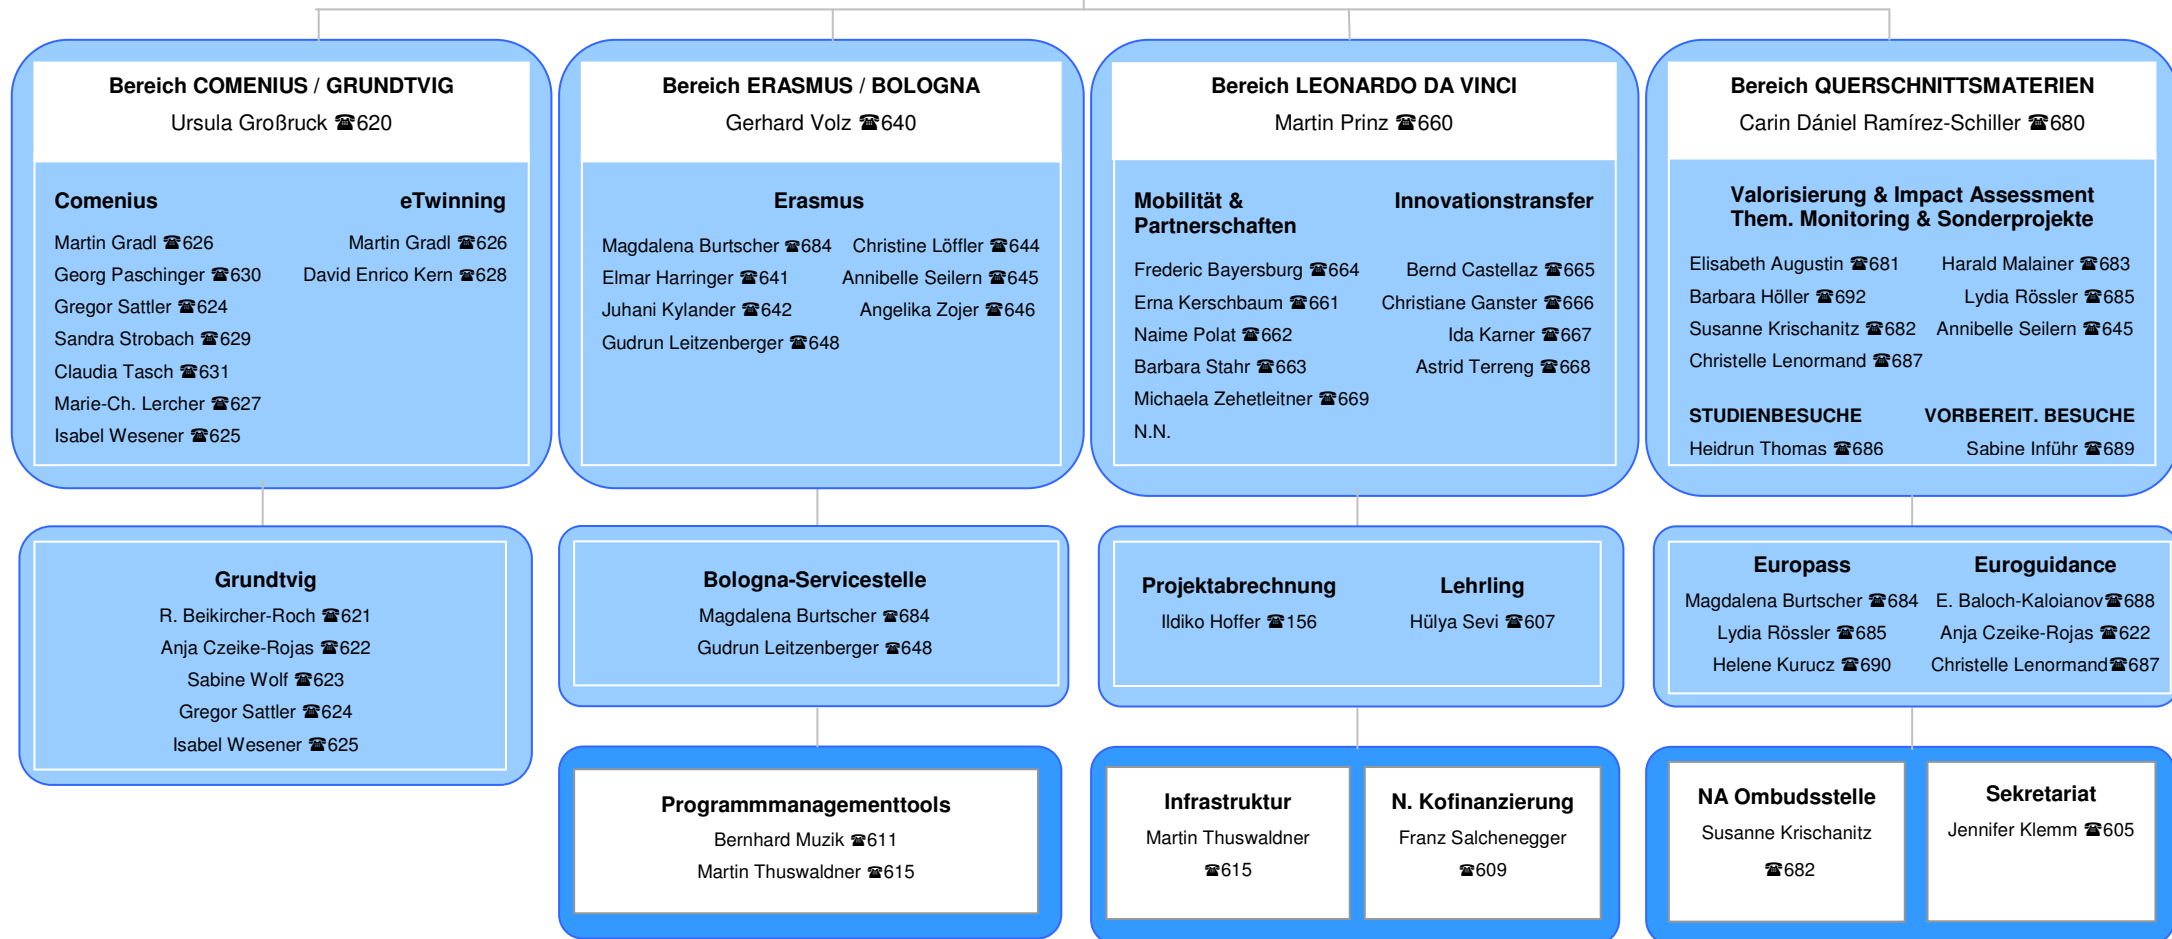 Bereich COMENIUS / GRUNDTVIG
Ursula Großruck ☎620
Comenius
Martin Gradl ☎626
Georg Paschinger ☎630
Gregor Sattler ☎624
Sandra Strobach ☎629
Claudia Tasch ☎631
Marie-Ch. Lercher ☎627
Isabel Wesener ☎625
eTwinning
Martin Gradl ☎626
David Enrico Kern ☎628
Grundtvig
R. Beikircher-Roch ☎621
Anja Czeike-Rojas ☎622
Sabine Wolf ☎623
Gregor Sattler ☎624
Isabel Wesener ☎625
Bereich ERASMUS / BOLOGNA
Gerhard Volz ☎640
Erasmus
Magdalena Burtscher ☎684
Elmar Harringer ☎641
Juhani Kylander ☎642
Gudrun Leitzenberger ☎648
Christine Löffler ☎644
Annibelle Seilern ☎645
Angelika Zojer ☎646
Bologna-Servicestelle
Magdalena Burtscher ☎684
Gudrun Leitzenberger ☎648
Programmmanagementtools
Bernhard Muzik ☎611
Martin Thuswaldner ☎615
Bereich LEONARDO DA VINCI
Martin Prinz ☎660
Mobilität &
Partnerschaften
Frederic Bayersburg ☎664
Erna Kerschbaum ☎661
Naime Polat ☎662
Barbara Stahr ☎663
Michaela Zehetleitner ☎669
N.N.
Innovationstransfer
Bernd Castellaz ☎665
Christiane Ganster ☎666
Ida Karner ☎667
Astrid Terreng ☎668
Projektabrechnung
Ildiko Hoffer ☎156
Lehrling
Hülya Sevi ☎607
Infrastruktur
Martin Thuswaldner
☎615
N. Kofinanzierung
Franz Salchenegger
☎609
Bereich QUERSCHNITTSMATERIEN
Carin Dániel Ramírez-Schiller ☎680
Valorisierung & Impact Assessment
Them. Monitoring & Sonderprojekte
Elisabeth Augustin ☎681
Barbara Höller ☎692
Susanne Krischanitz ☎682
Christelle Lenormand ☎687
Harald Malainer ☎683
Lydia Rössler ☎685
Annibelle Seilern ☎645
STUDIENBESUCHE
Heidrun Thomas ☎686
VORBEREIT. BESUCHE
Sabine Inführ ☎689
Europass
Magdalena Burtscher ☎684
Lydia Rössler ☎685
Helene Kurucz ☎690
Euroguidance
E. Baloch-Kaloianov☎688
Anja Czeike-Rojas ☎622
Christelle Lenormand☎687
NA Ombudsstelle
Susanne Krischanitz
☎682
Sekretariat
Jennifer Klemm ☎605